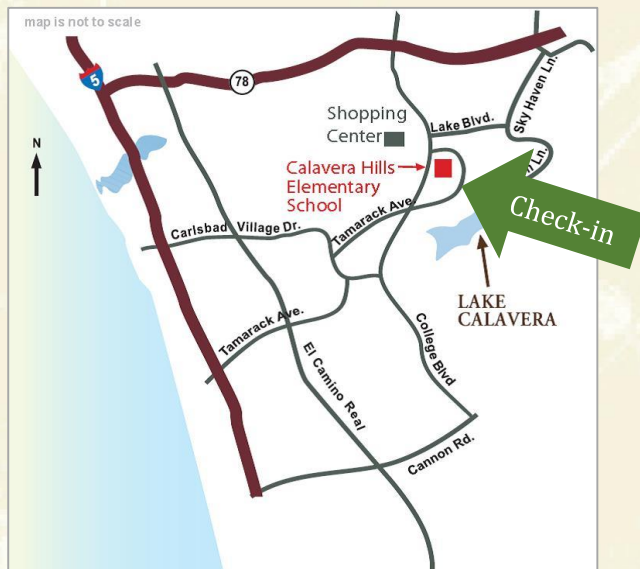 map is not to scale
5
78
N
Shopping
Center
Lake Blvd.
Sky Haven Ln.
Ln.
Calavera Hills
Elementary
School
Check-in
Tamarack Ave.
Carlsbad Village Dr.
LAKE
CALAVERA
Tamarack Ave.
College Blvd
El Camino Real
Cannon Rd.